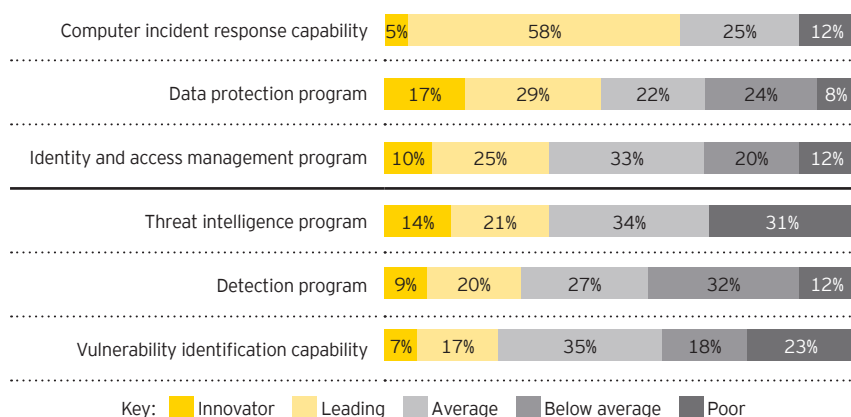 Computer incident response capability 5% 58% 25% 12%
Data protection program 17% 29% 22% 24% 8%
Identity and access management program 10% 25% 33% 20% 12%
Threat intelligence program 14% 21% 34% 31%
Detection program 9% 20% 27% 32% 12%
Vulnerability identification capability 7% 17% 35% 18% 23%
Key: Innovator Leading Average Below average Poor